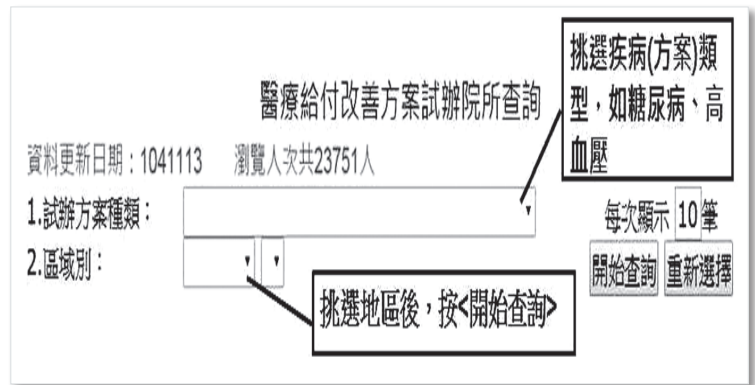 挑選疾病(方案)類
型，如糖尿病、高
血壓
醫療給付改善方案試辦院所查詢
資料更新日期：1041113 瀏覽人次共23751人
1.試辦方案種類：
每次顯示 10 筆
2.區域別：
開始查詢 重新選擇
挑選地區後，按<開始查詢>